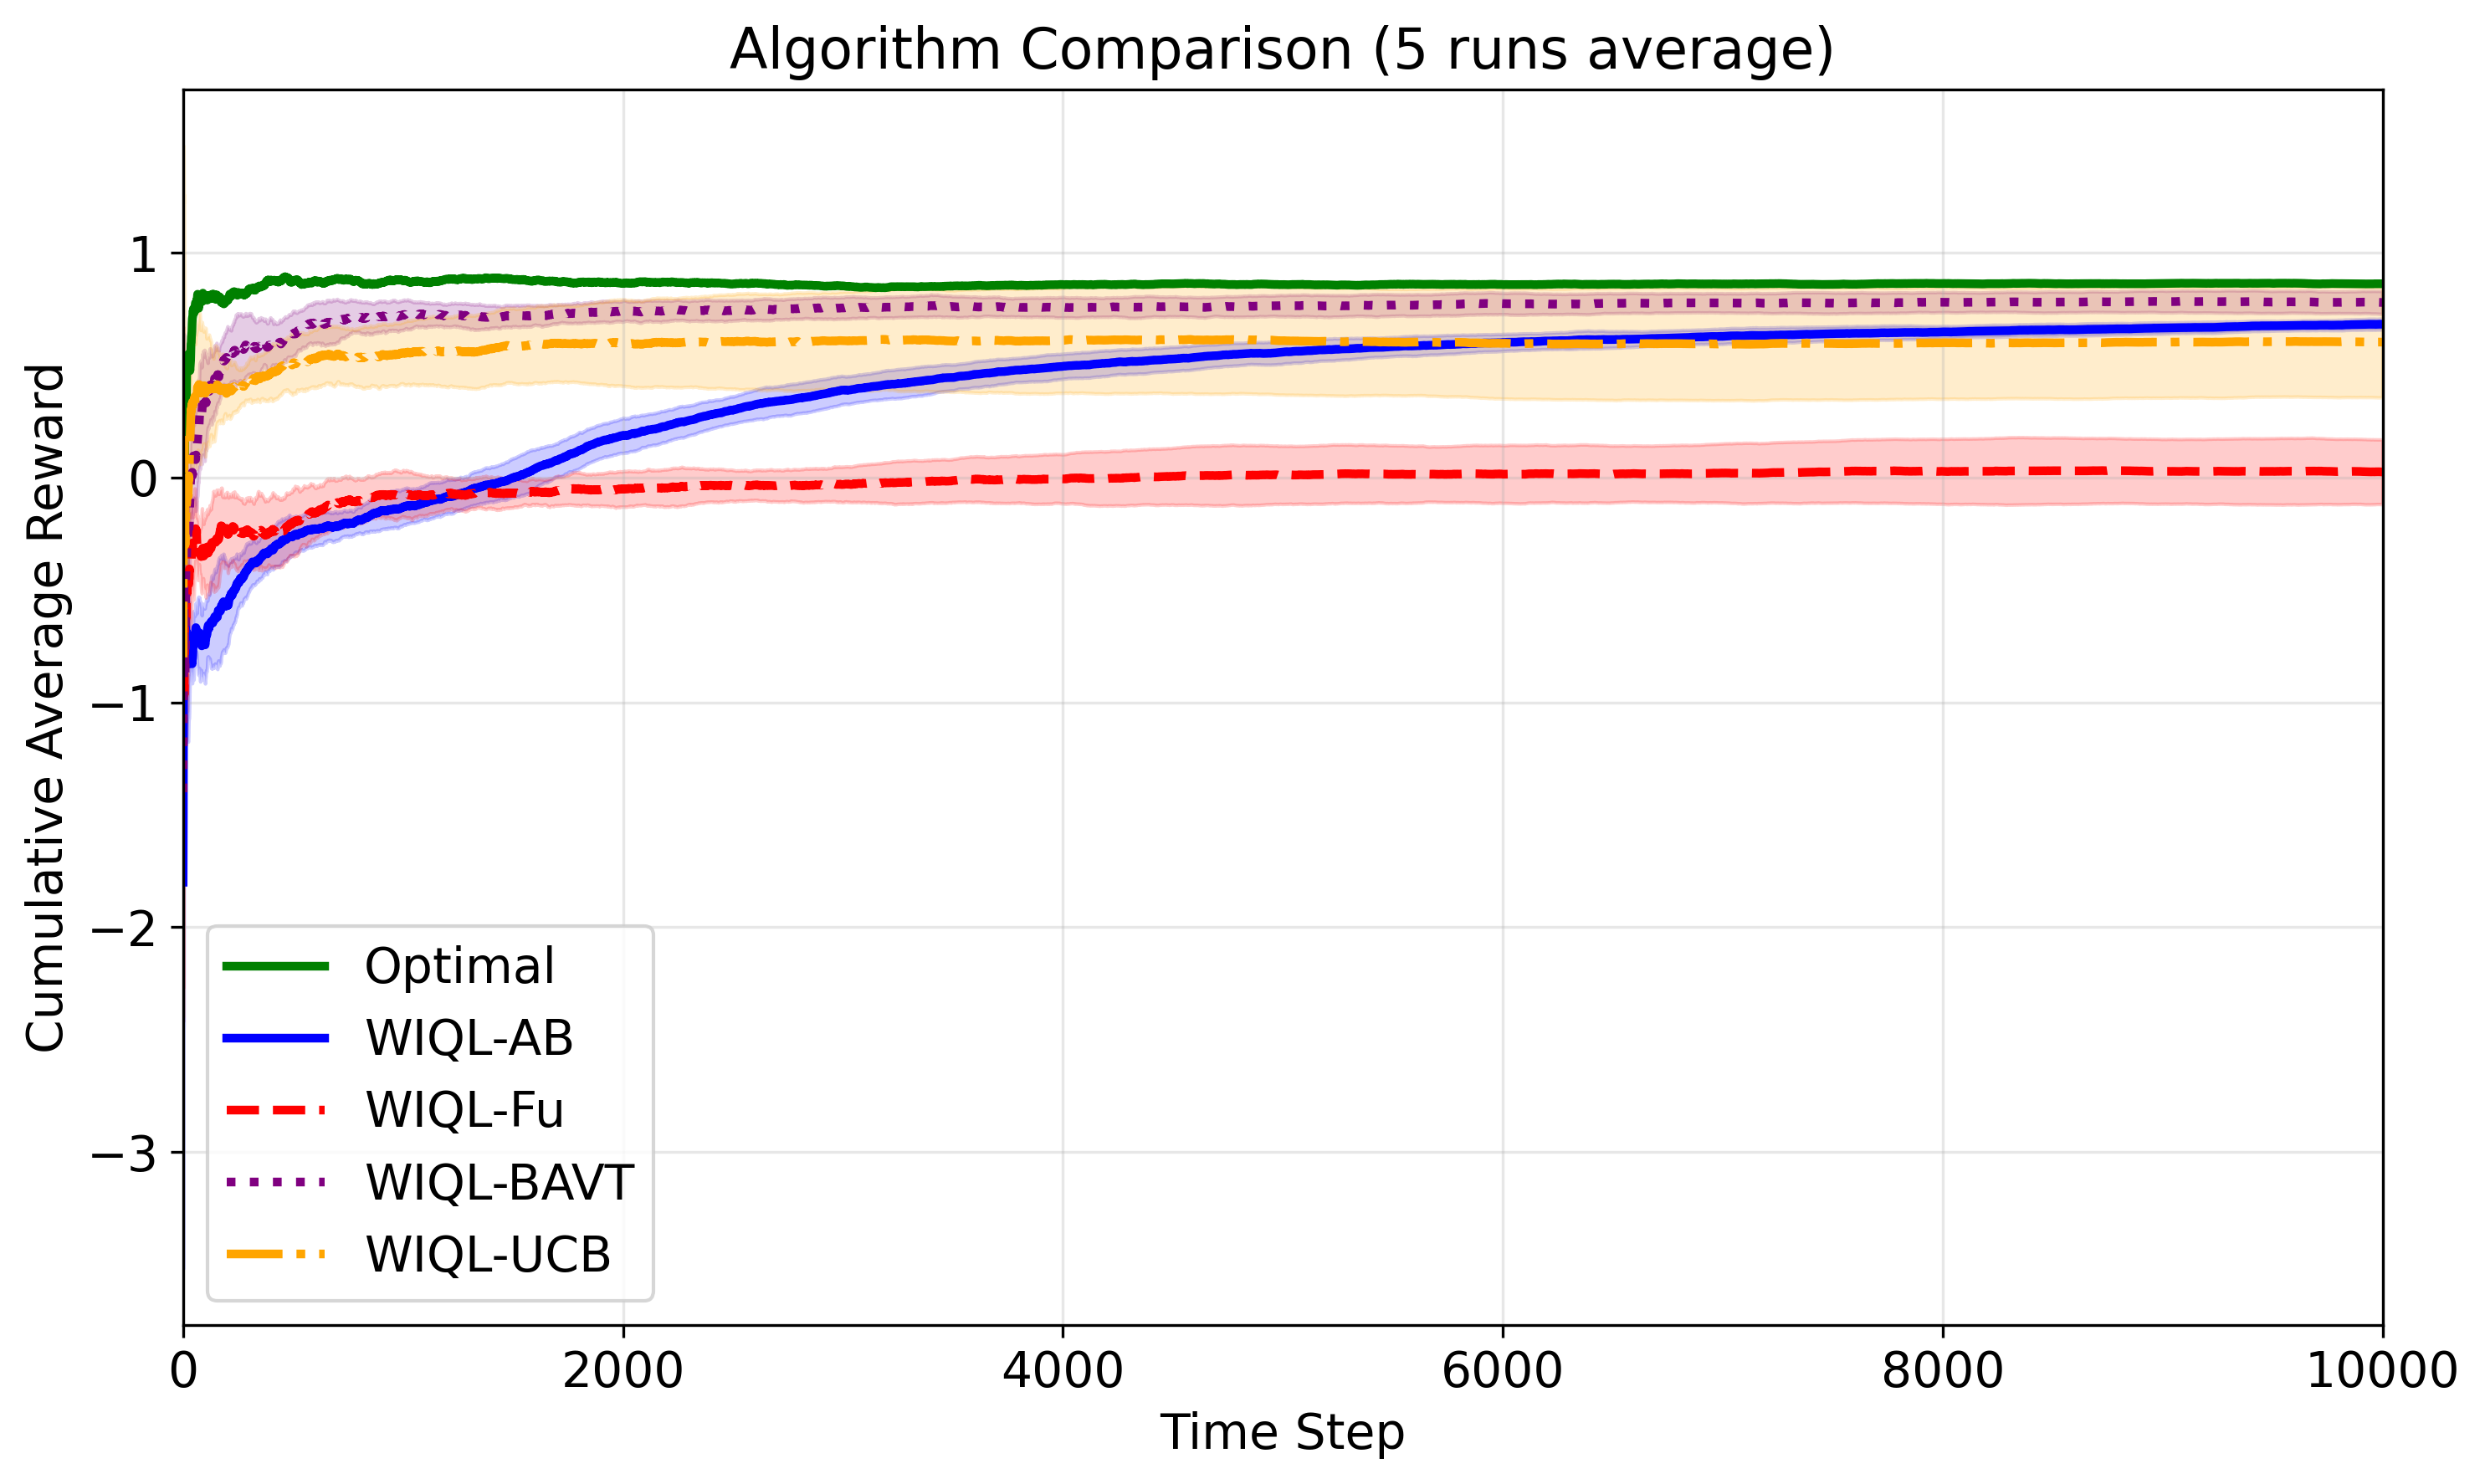 Algorithm Comparison (5 runs average)
Cumulative Average Reward
1
0
−1
−2
−3
Optimal
WIQL-AB
WIQL-Fu
WIQL-BAVT
WIQL-UCB
0 2000 4000 6000 8000 10000
Time Step